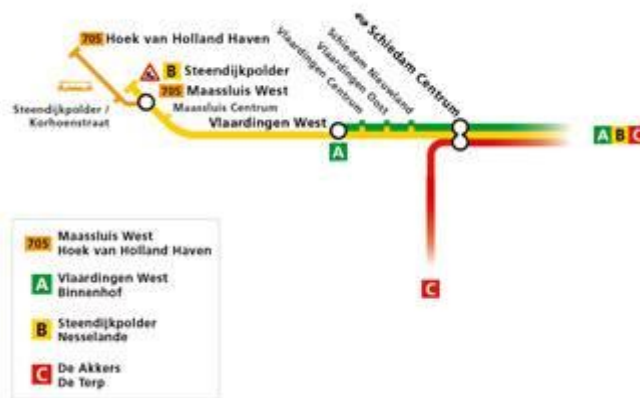 705 Hoek van Holland Haven
B Steendijkpolder
705 Maassluis West
Maassluis Centrum
Steendijkpolder /
Korhoenstraat
Vlaardingen West
Vlaardingen Centrum
Vlaardingen Oost
Schiedam Nieuwland
Schiedam Centrum
A
A B C
C
705 Maassluis West
Hoek van Holland Haven
A Vlaardingen West
Binnenhof
B Steendijkpolder
Nesselande
C De Akkers
De Terp